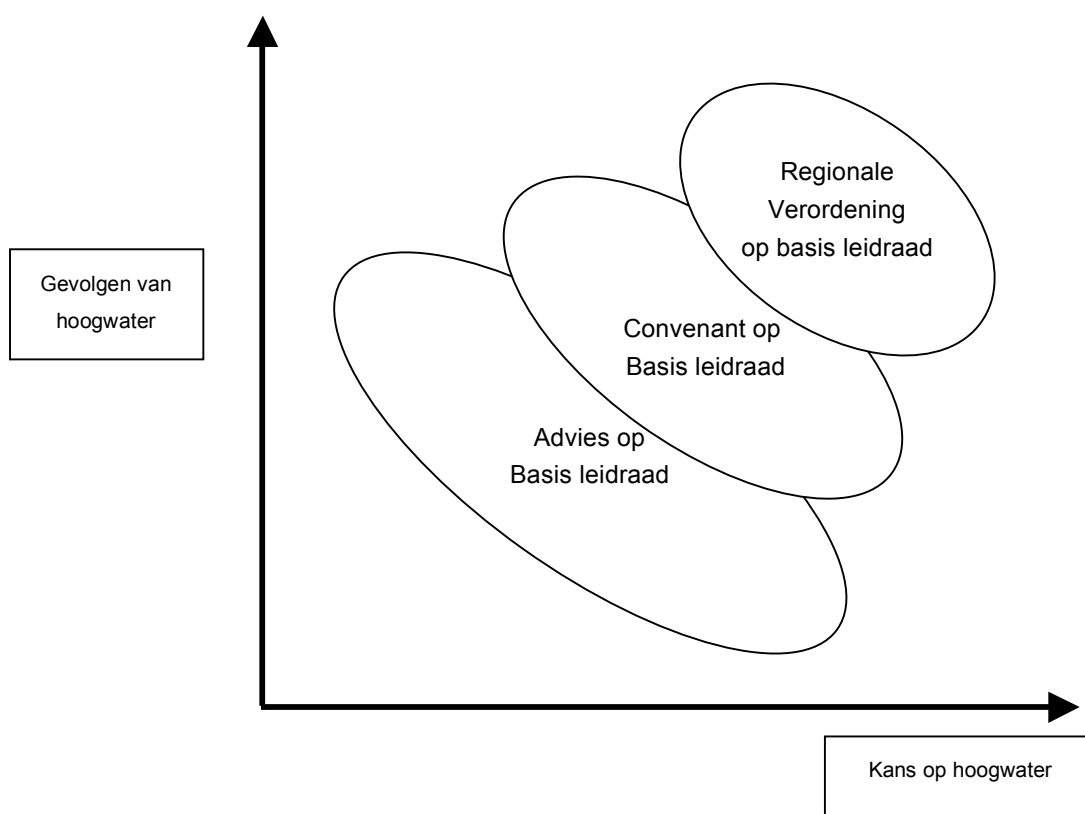 Regionale
Verordening
op basis leidraad
Gevolgen van
hoogwater
Convenant op
Basis leidraad
Advies op
Basis leidraad
Kans op hoogwater